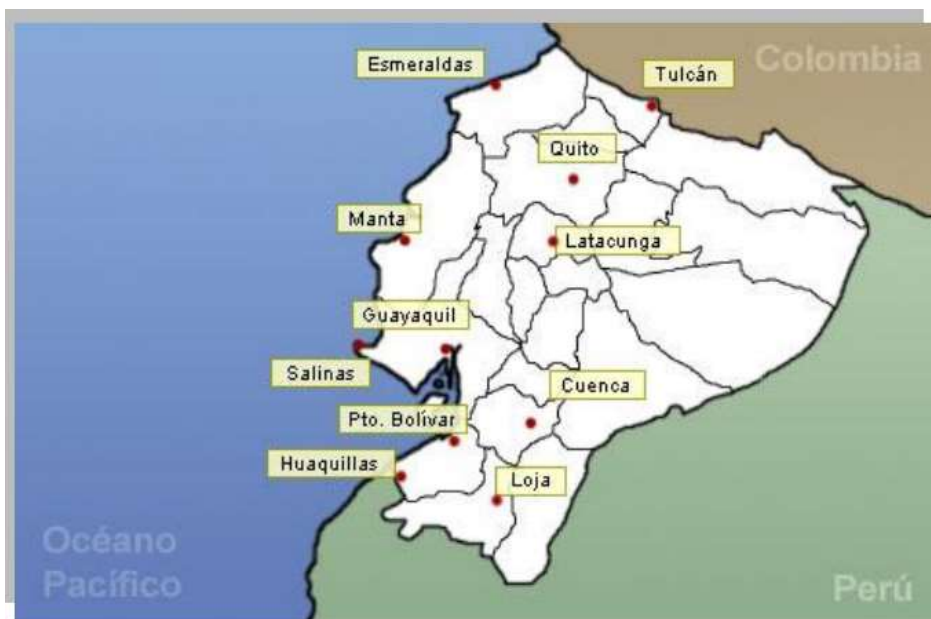 Colombia
Esmeraldas
Tulcán
Quito
Manta
Latacunga
Guayaquil
Salinas
Cuenca
Pto. Bolívar
Huaquillas
Loja
Océano
Pacífico
Perú